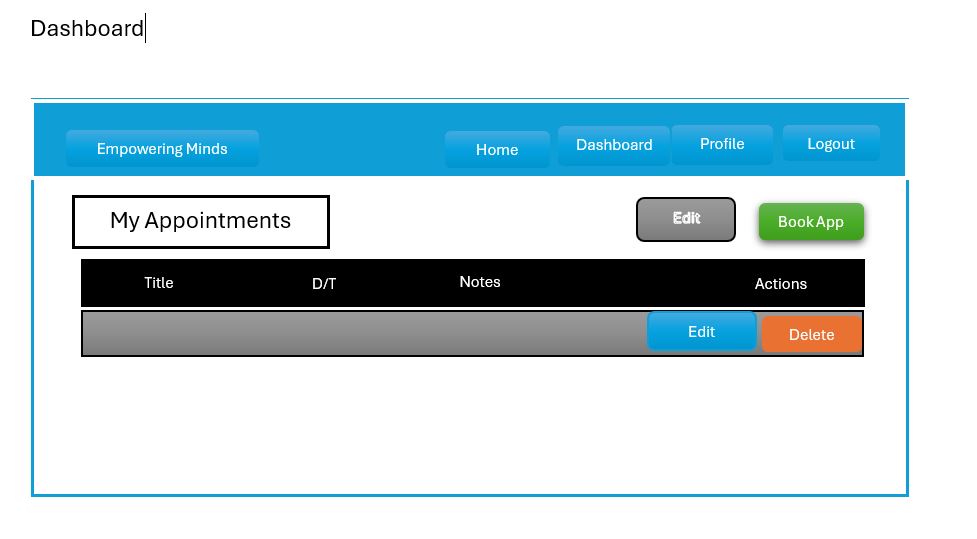 Dashboard
Empowering Minds
Home
Dashboard
Profile
Logout
My Appointments
Edit
Book App
Title
D/T
Notes
Actions
Edit
Delete